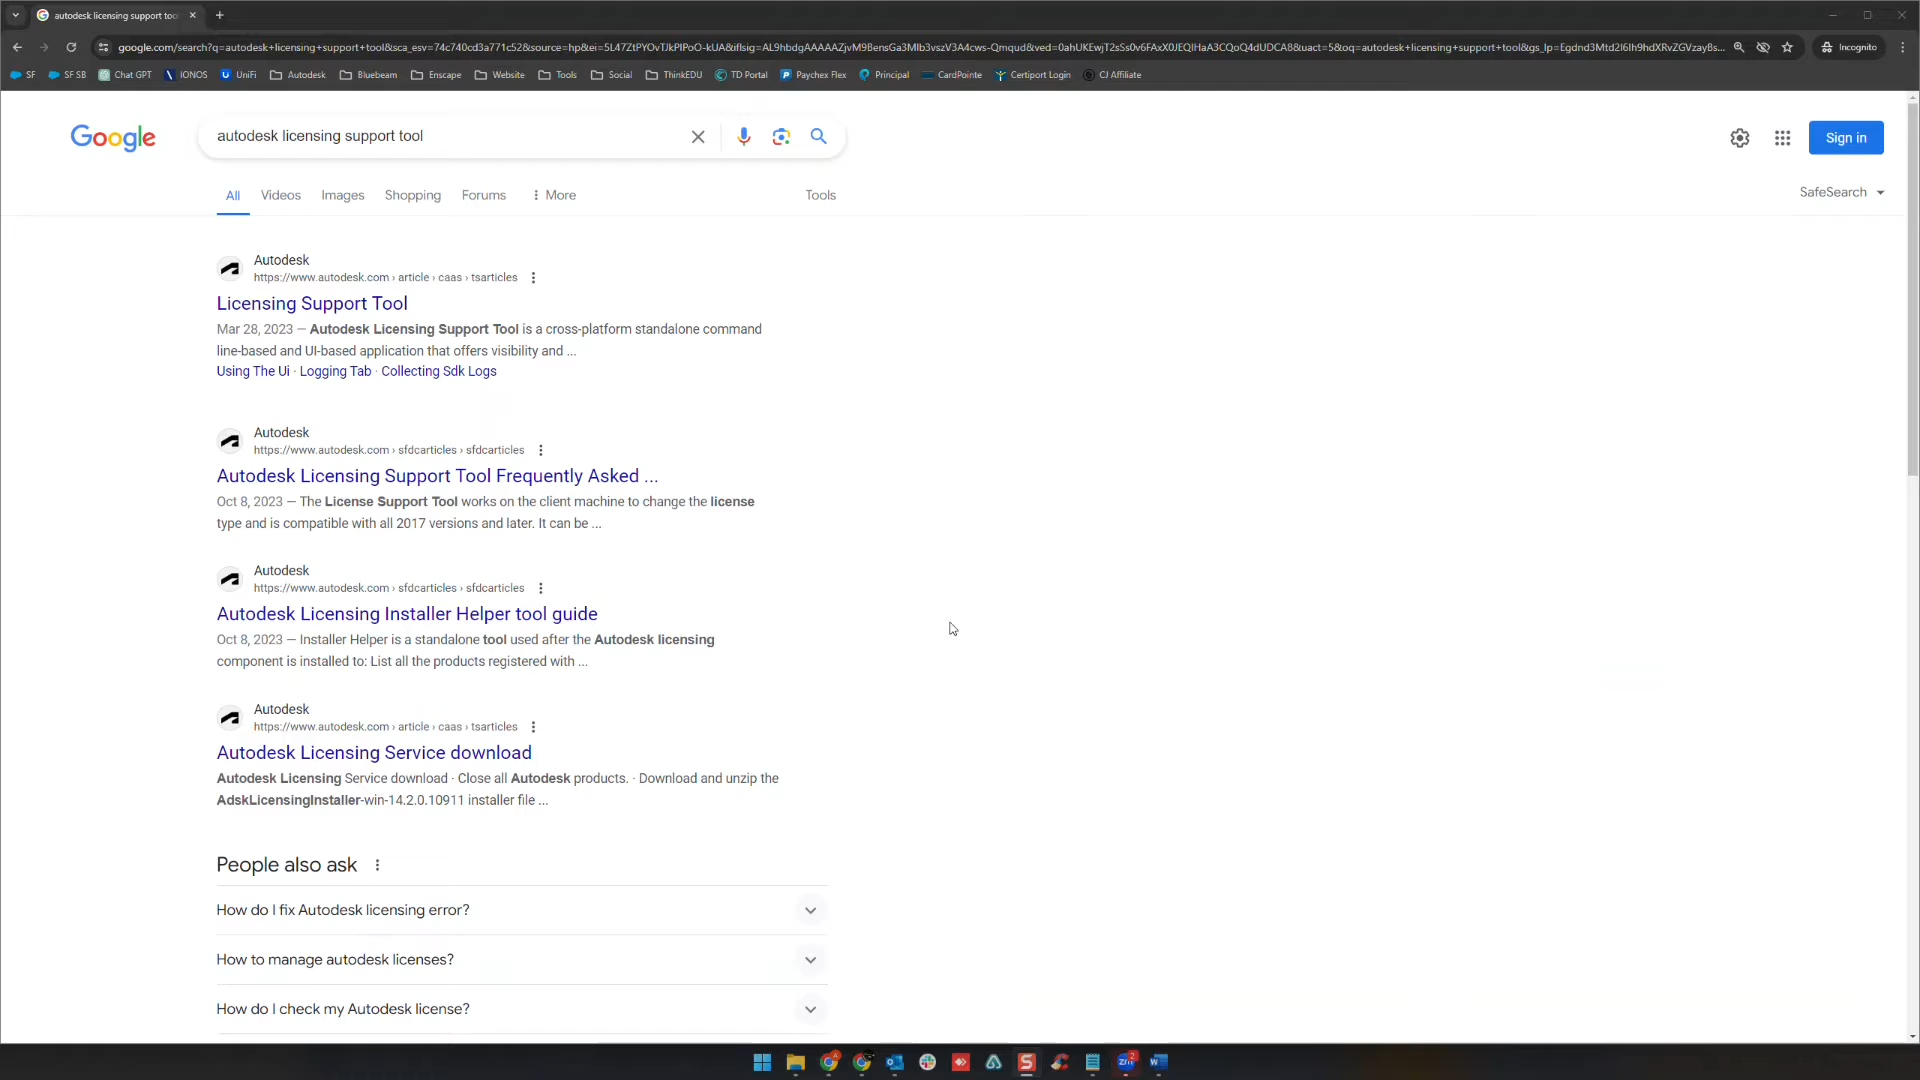 autodesk licensing support too
SF
SF SB
Chat GPT
IONOS
UniFi
Autodesk
Bluebeam
Enscape
Website
Tools
Social
ThinkEDU
TD Portal
Paychex Flex
Principal
CardPointe
Certiport Login
CJ Affiliate
Incognito
Google
autodesk licensing support tool
Sign in
All Videos Images Shopping Forums More Tools
SafeSearch
Autodesk
https://www.autodesk.com › article › caas › tsarticles
Licensing Support Tool
Mar 28, 2023 — Autodesk Licensing Support Tool is a cross-platform standalone command
line-based and UI-based application that offers visibility and ...
Using The Ui · Logging Tab · Collecting Sdk Logs
Autodesk
https://www.autodesk.com › sfdcarticles › sfdcarticles
Autodesk Licensing Support Tool Frequently Asked ...
Oct 8, 2023 — The License Support Tool works on the client machine to change the license
type and is compatible with all 2017 versions and later. It can be ...
Autodesk
https://www.autodesk.com › sfdcarticles › sfdcarticles
Autodesk Licensing Installer Helper tool guide
Oct 8, 2023 — Installer Helper is a standalone tool used after the Autodesk licensing
component is installed to: List all the products registered with ...
Autodesk
https://www.autodesk.com › article › caas › tsarticles
Autodesk Licensing Service download
Autodesk Licensing Service download · Close all Autodesk products. · Download and unzip the
AdskLicensingInstaller-win-14.2.0.10911 installer file ...
People also ask
How do I fix Autodesk licensing error?
How to manage autodesk licenses?
How do I check my Autodesk license?